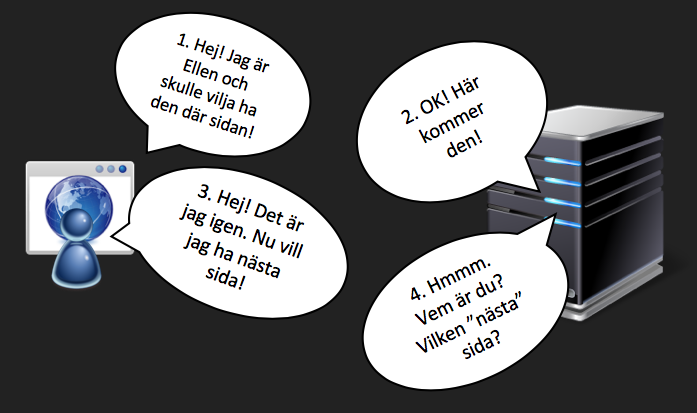 1. Hej! Jag är
Ellen och
skulle vilja ha
den där sidan!
2. OK! Här
kommer
den!
3. Hej! Det är
jag igen. Nu vill
jag ha nästa
sida!
4. Hmmm.
Vem är du?
Vilken ”nästa”
sida?